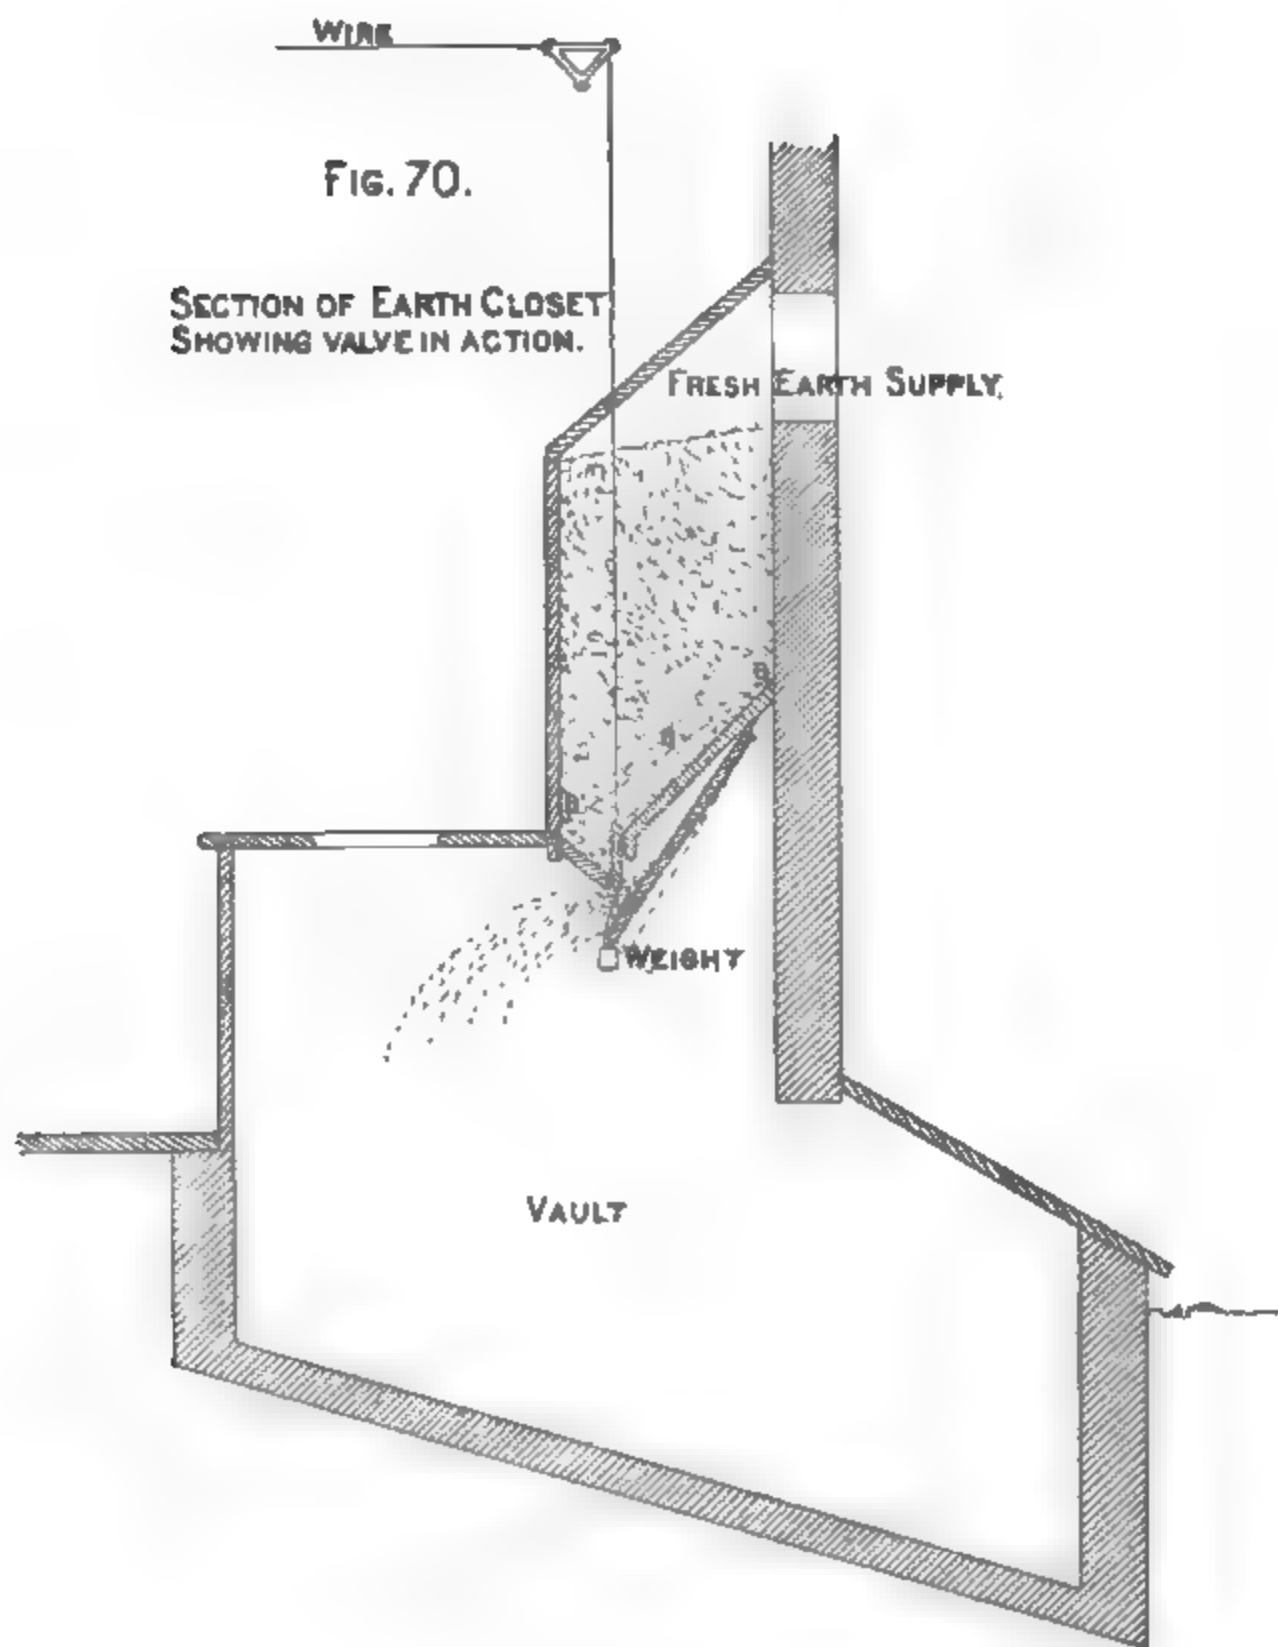 WIRE
FIG. 70.
SECTION OF EARTH CLOSET
SHOWING VALVE IN ACTION.
FRESH EARTH SUPPLY.
WEIGHT
VAULT